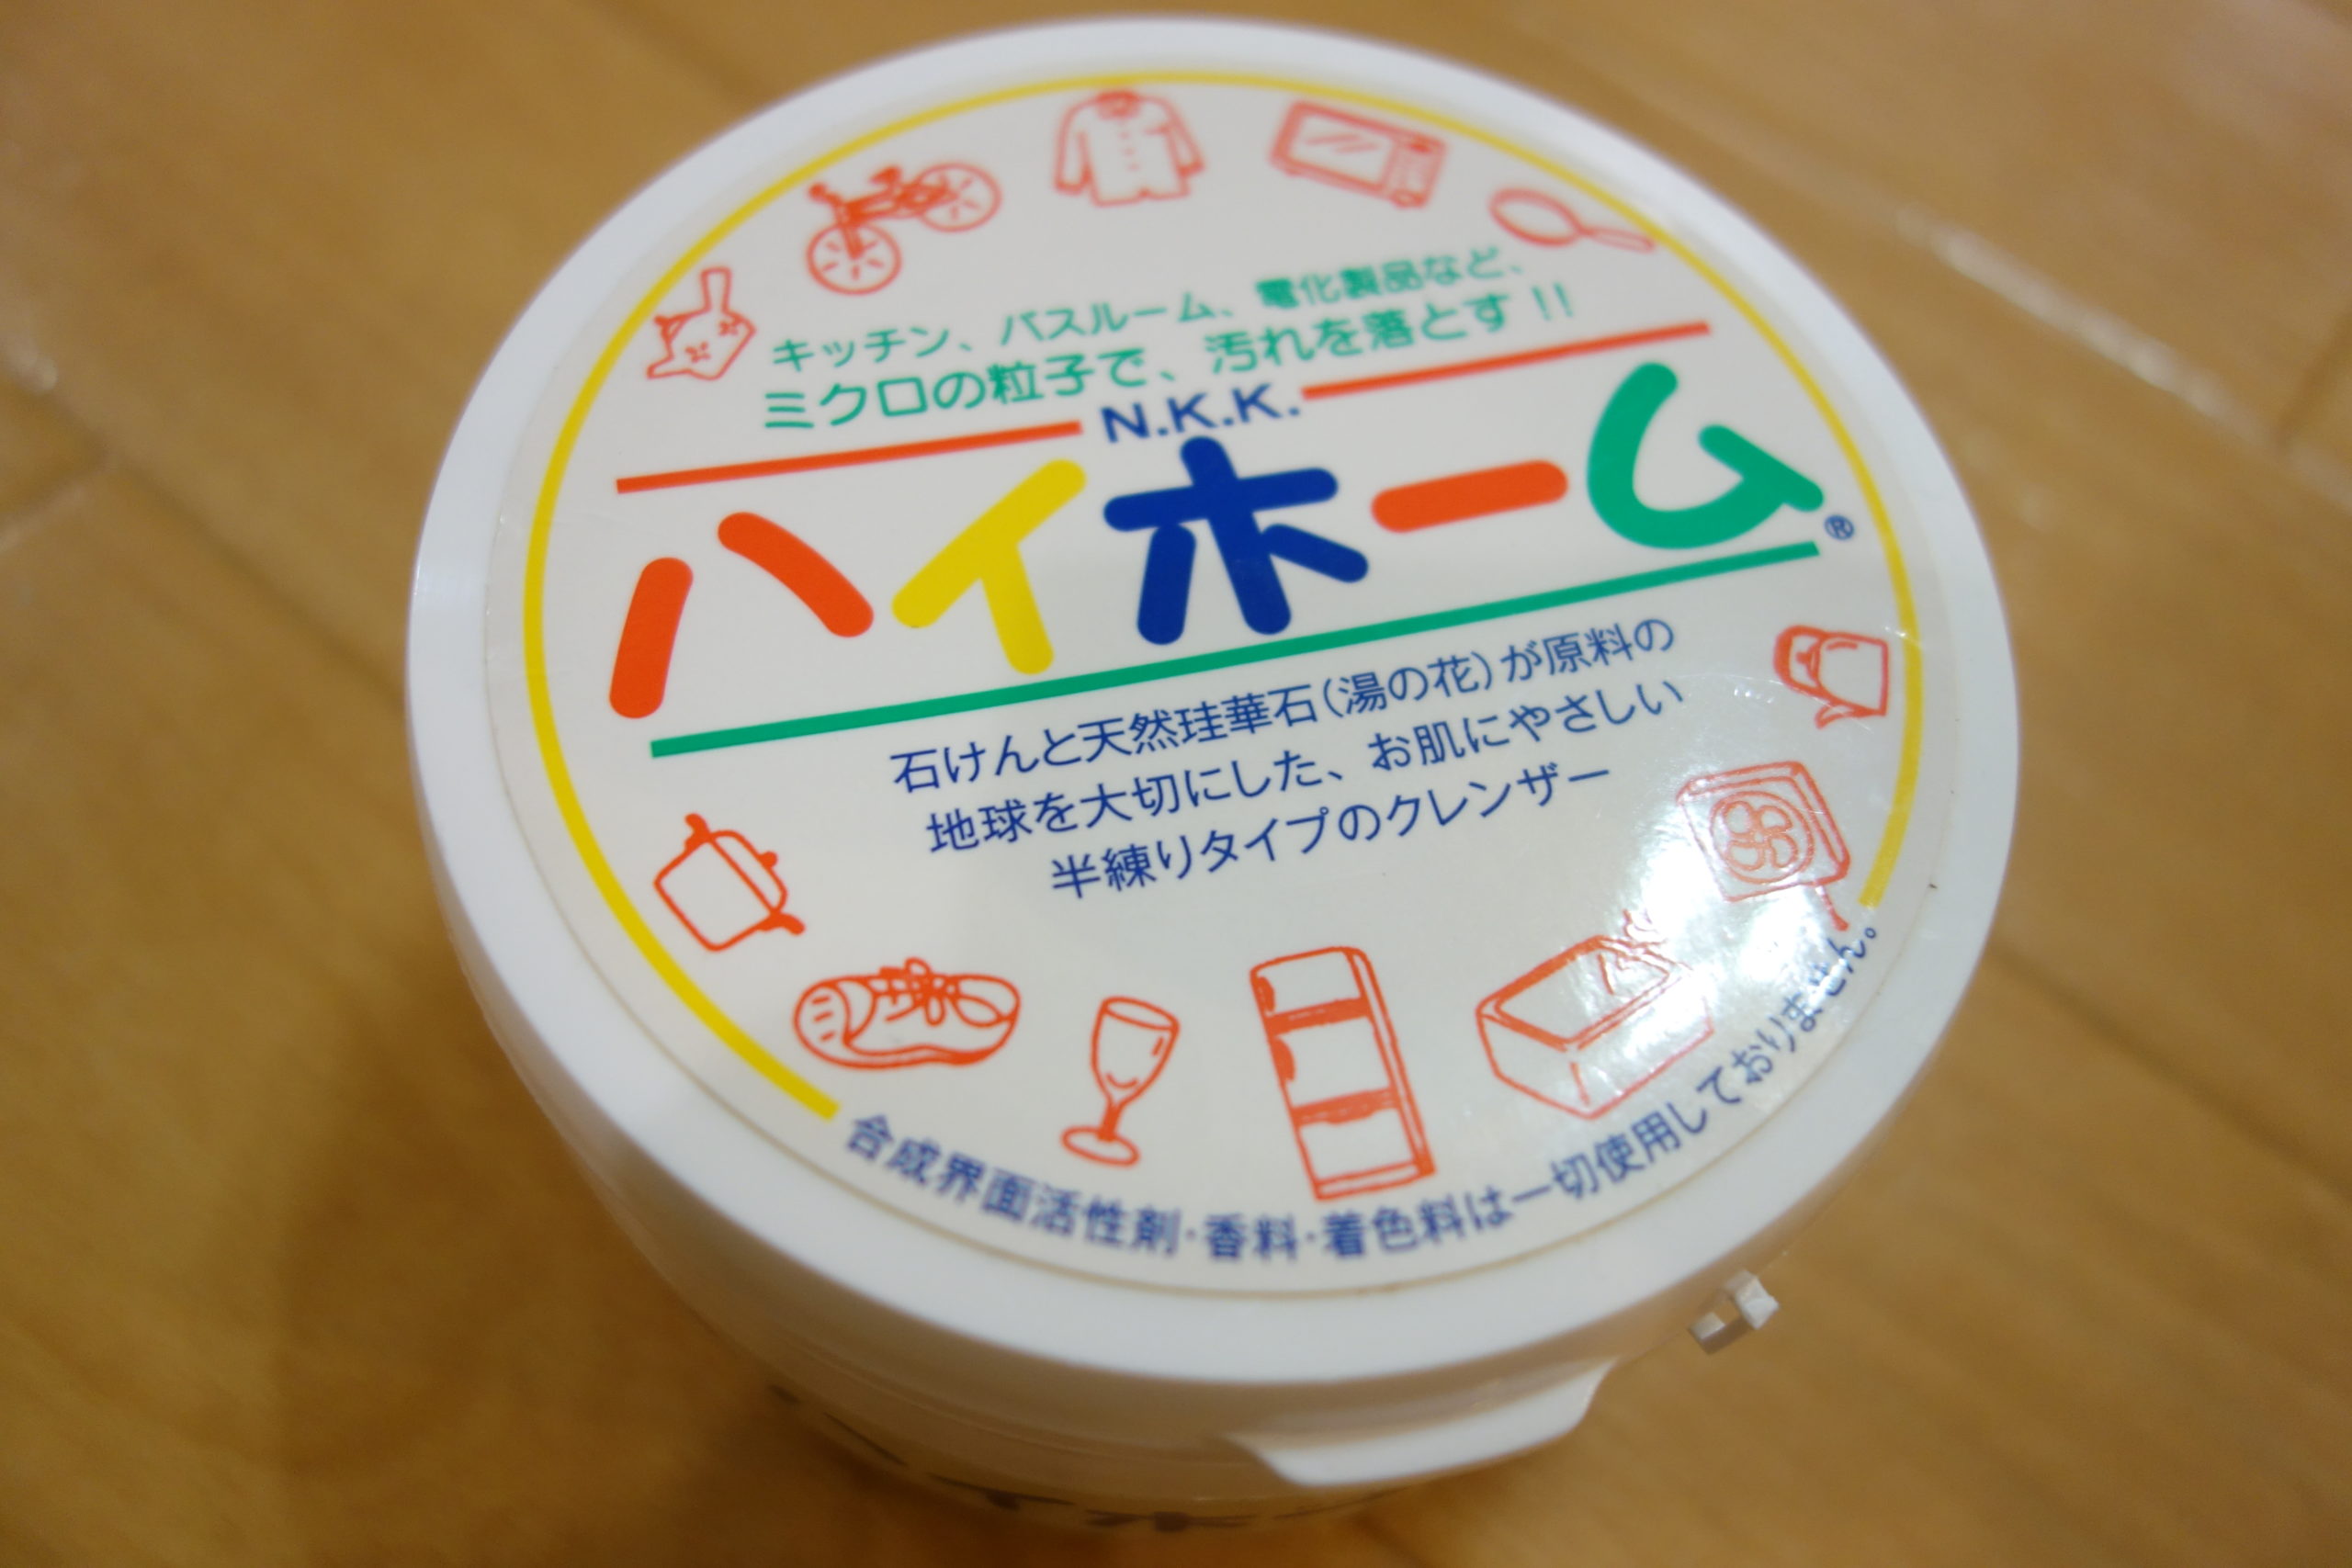 キッチン、バスルーム、電化製品など、
ミクロの粒子で、汚れを落とす!!
N.K.K.
ハイホーム®
石けんと天然珪華石(湯の花)が原料の
地球を大切にした、お肌にやさしい
半練りタイプのクレンザー
合成界面活性剤·香料·着色料は一切使用しておりません。